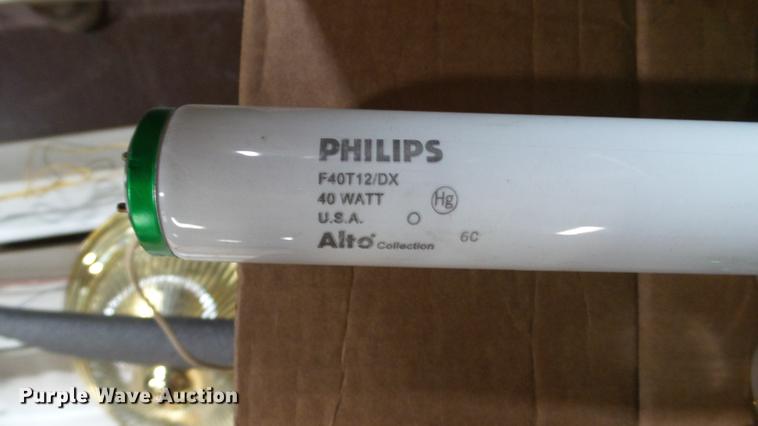 PHILIPS
F40T12/DX
40 WATT Hg
U.S.A.
Alto Collection 6C
Purple Wave Auction